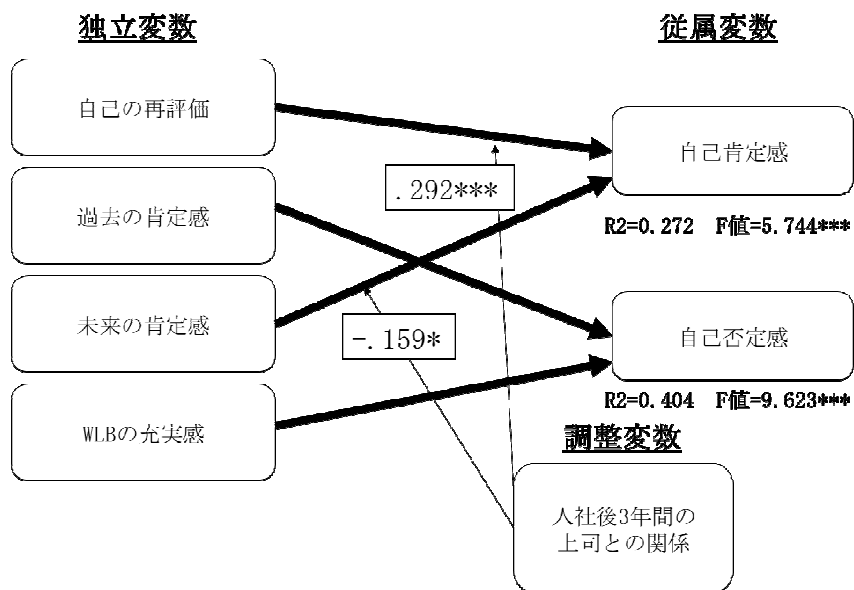 独立変数
従属変数
自己の再評価
自己肯定感
.292***
過去の肯定感
R2=0.272 F値=5.744***
未来の肯定感
-.159*
自己否定感
WLBの充実感
R2=0.404 F値=9.623***
調整変数
入社後3年間の
上司との関係